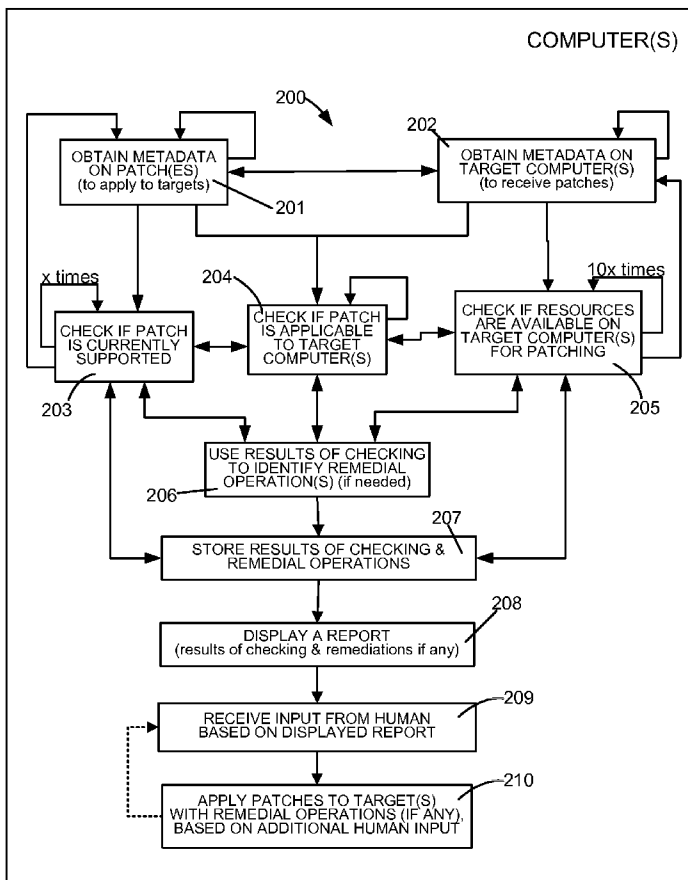 COMPUTER(S)
200
202
OBTAIN METADATA
ON PATCH(ES)
(to apply to targets)
201
OBTAIN METADATA ON
TARGET COMPUTER(S)
(to receive patches)
x times
204
10x times
CHECK IF PATCH
IS CURRENTLY
SUPPORTED
203
CHECK IF PATCH
IS APPLICABLE
TO TARGET
COMPUTER(S)
CHECK IF RESOURCES
ARE AVAILABLE ON
TARGET COMPUTER(S)
FOR PATCHING
205
USE RESULTS OF CHECKING
TO IDENTIFY REMEDIAL
OPERATION(S) (if needed)
206
207
STORE RESULTS OF CHECKING &
REMEDIAL OPERATIONS
208
DISPLAY A REPORT
(results of checking & remediations if any)
209
RECEIVE INPUT FROM HUMAN
BASED ON DISPLAYED REPORT
210
APPLY PATCHES TO TARGET(S)
WITH REMEDIAL OPERATIONS (IF ANY),
BASED ON ADDITIONAL HUMAN INPUT